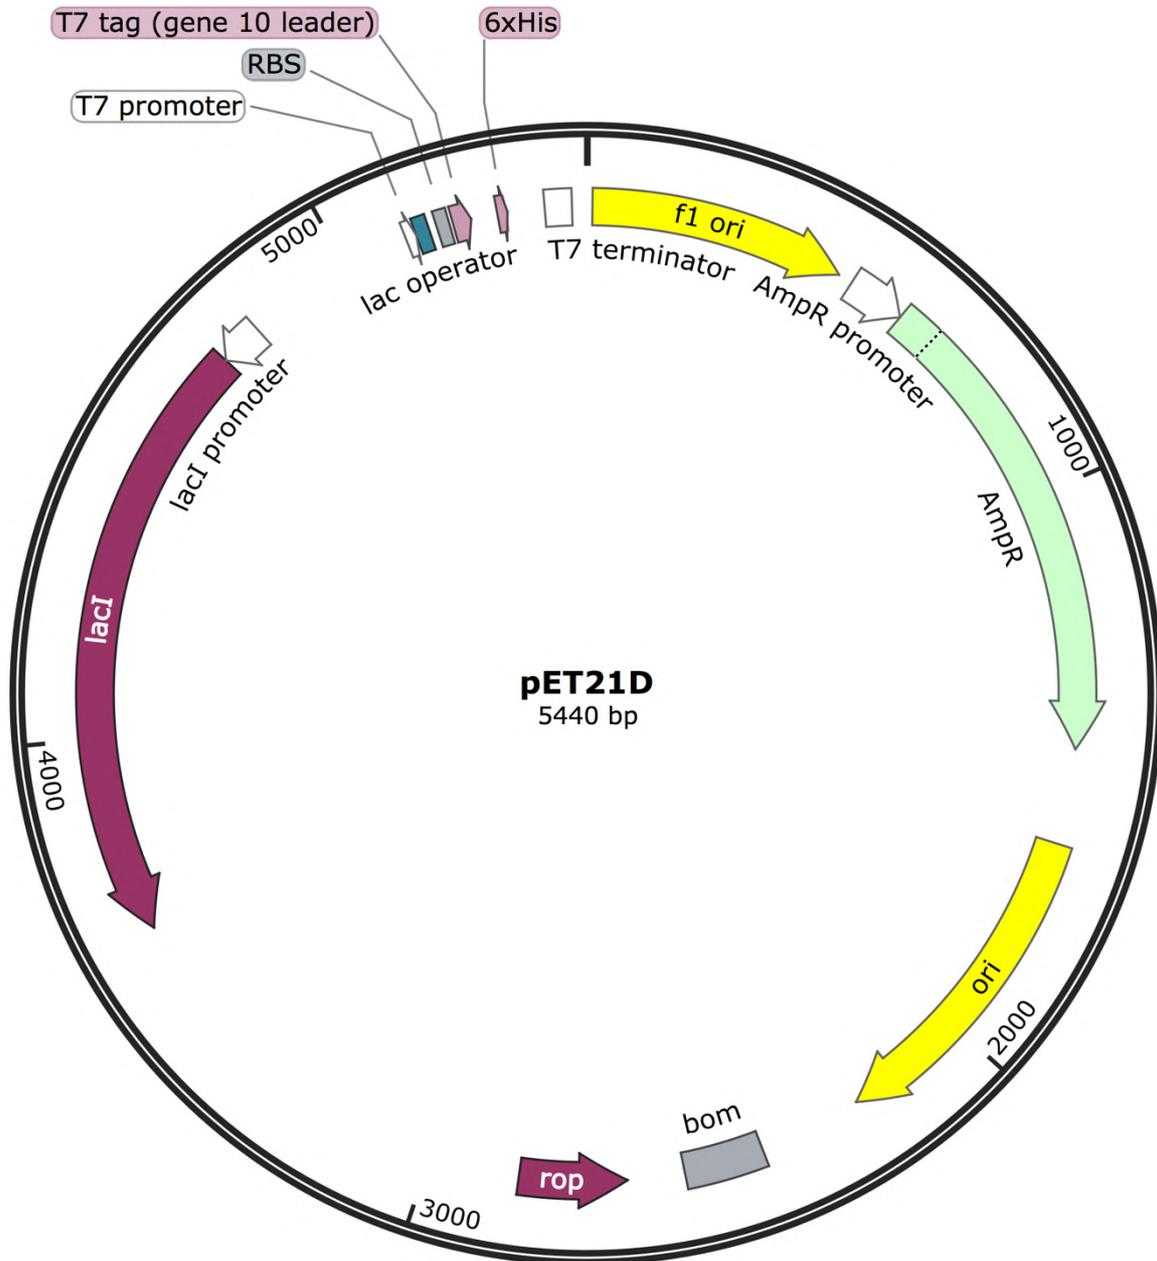 T7 tag (gene 10 leader)
6xHis
RBS
T7 promoter
5000
lac operator
T7 terminator
f1 ori
AmpR promoter
lacI promoter
1000
AmpR
lacI
pET21D
5440 bp
4000
ori
2000
bom
rop
3000